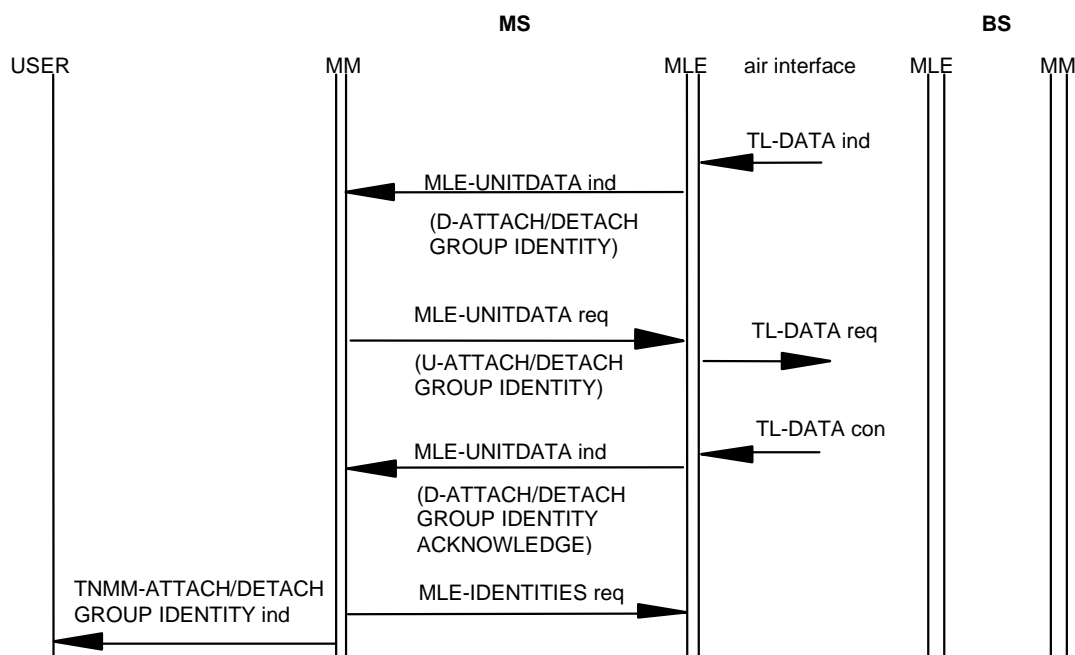 MS BS
USER MM MLE air interface MLE MM
TL-DATA ind
MLE-UNITDATA ind
(D-ATTACH/DETACH
GROUP IDENTITY)
MLE-UNITDATA req
TL-DATA req
(U-ATTACH/DETACH
GROUP IDENTITY)
TL-DATA con
MLE-UNITDATA ind
(D-ATTACH/DETACH
GROUP IDENTITY
ACKNOWLEDGE)
TNMM-ATTACH/DETACH
GROUP IDENTITY ind
MLE-IDENTITIES req